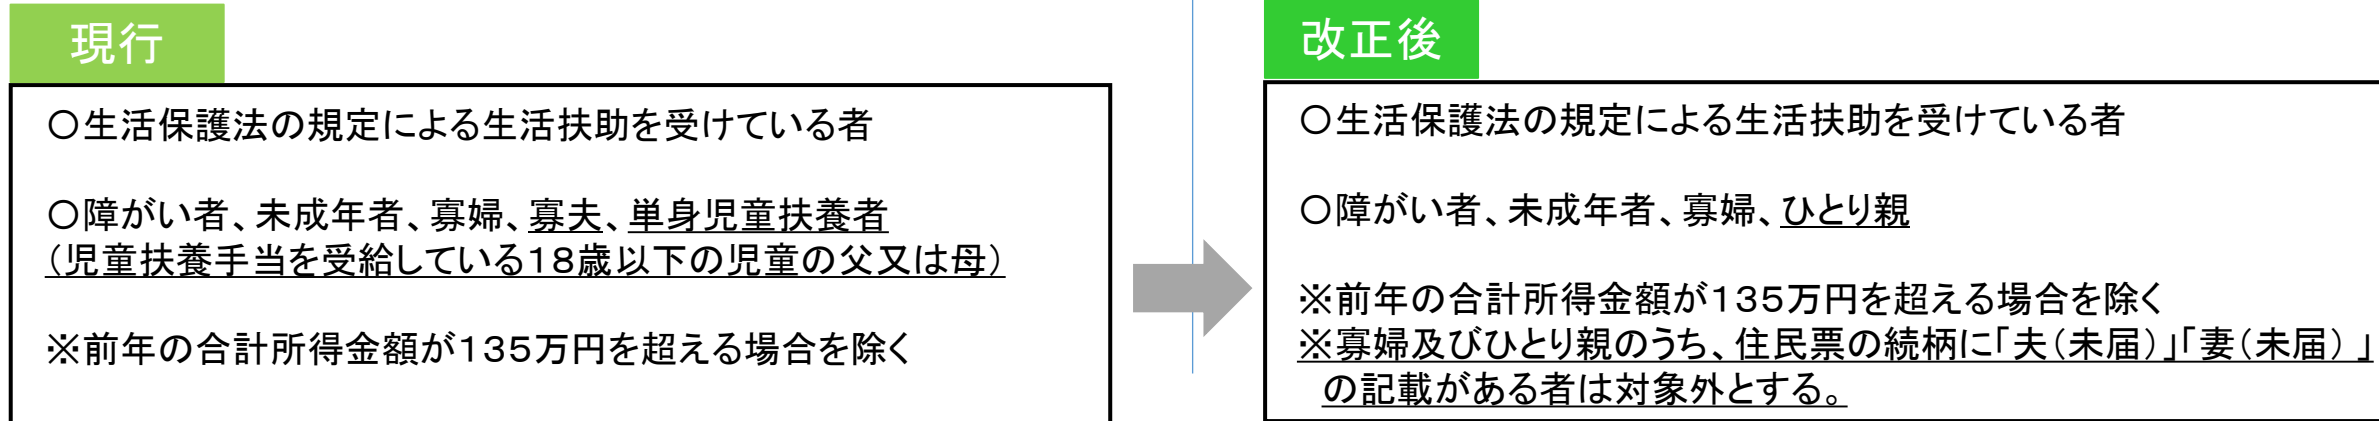 現行
〇生活保護法の規定による生活扶助を受けている者
〇障がい者、未成年者、寡婦、寡夫、単身児童扶養者
（児童扶養手当を受給している１８歳以下の児童の父又は母）
※前年の合計所得金額が１３５万円を超える場合を除く
改正後
〇生活保護法の規定による生活扶助を受けている者
〇障がい者、未成年者、寡婦、ひとり親
※前年の合計所得金額が１３５万円を超える場合を除く
※寡婦及びひとり親のうち、住民票の続柄に「夫（未届）」「妻（未届）」
の記載がある者は対象外とする。